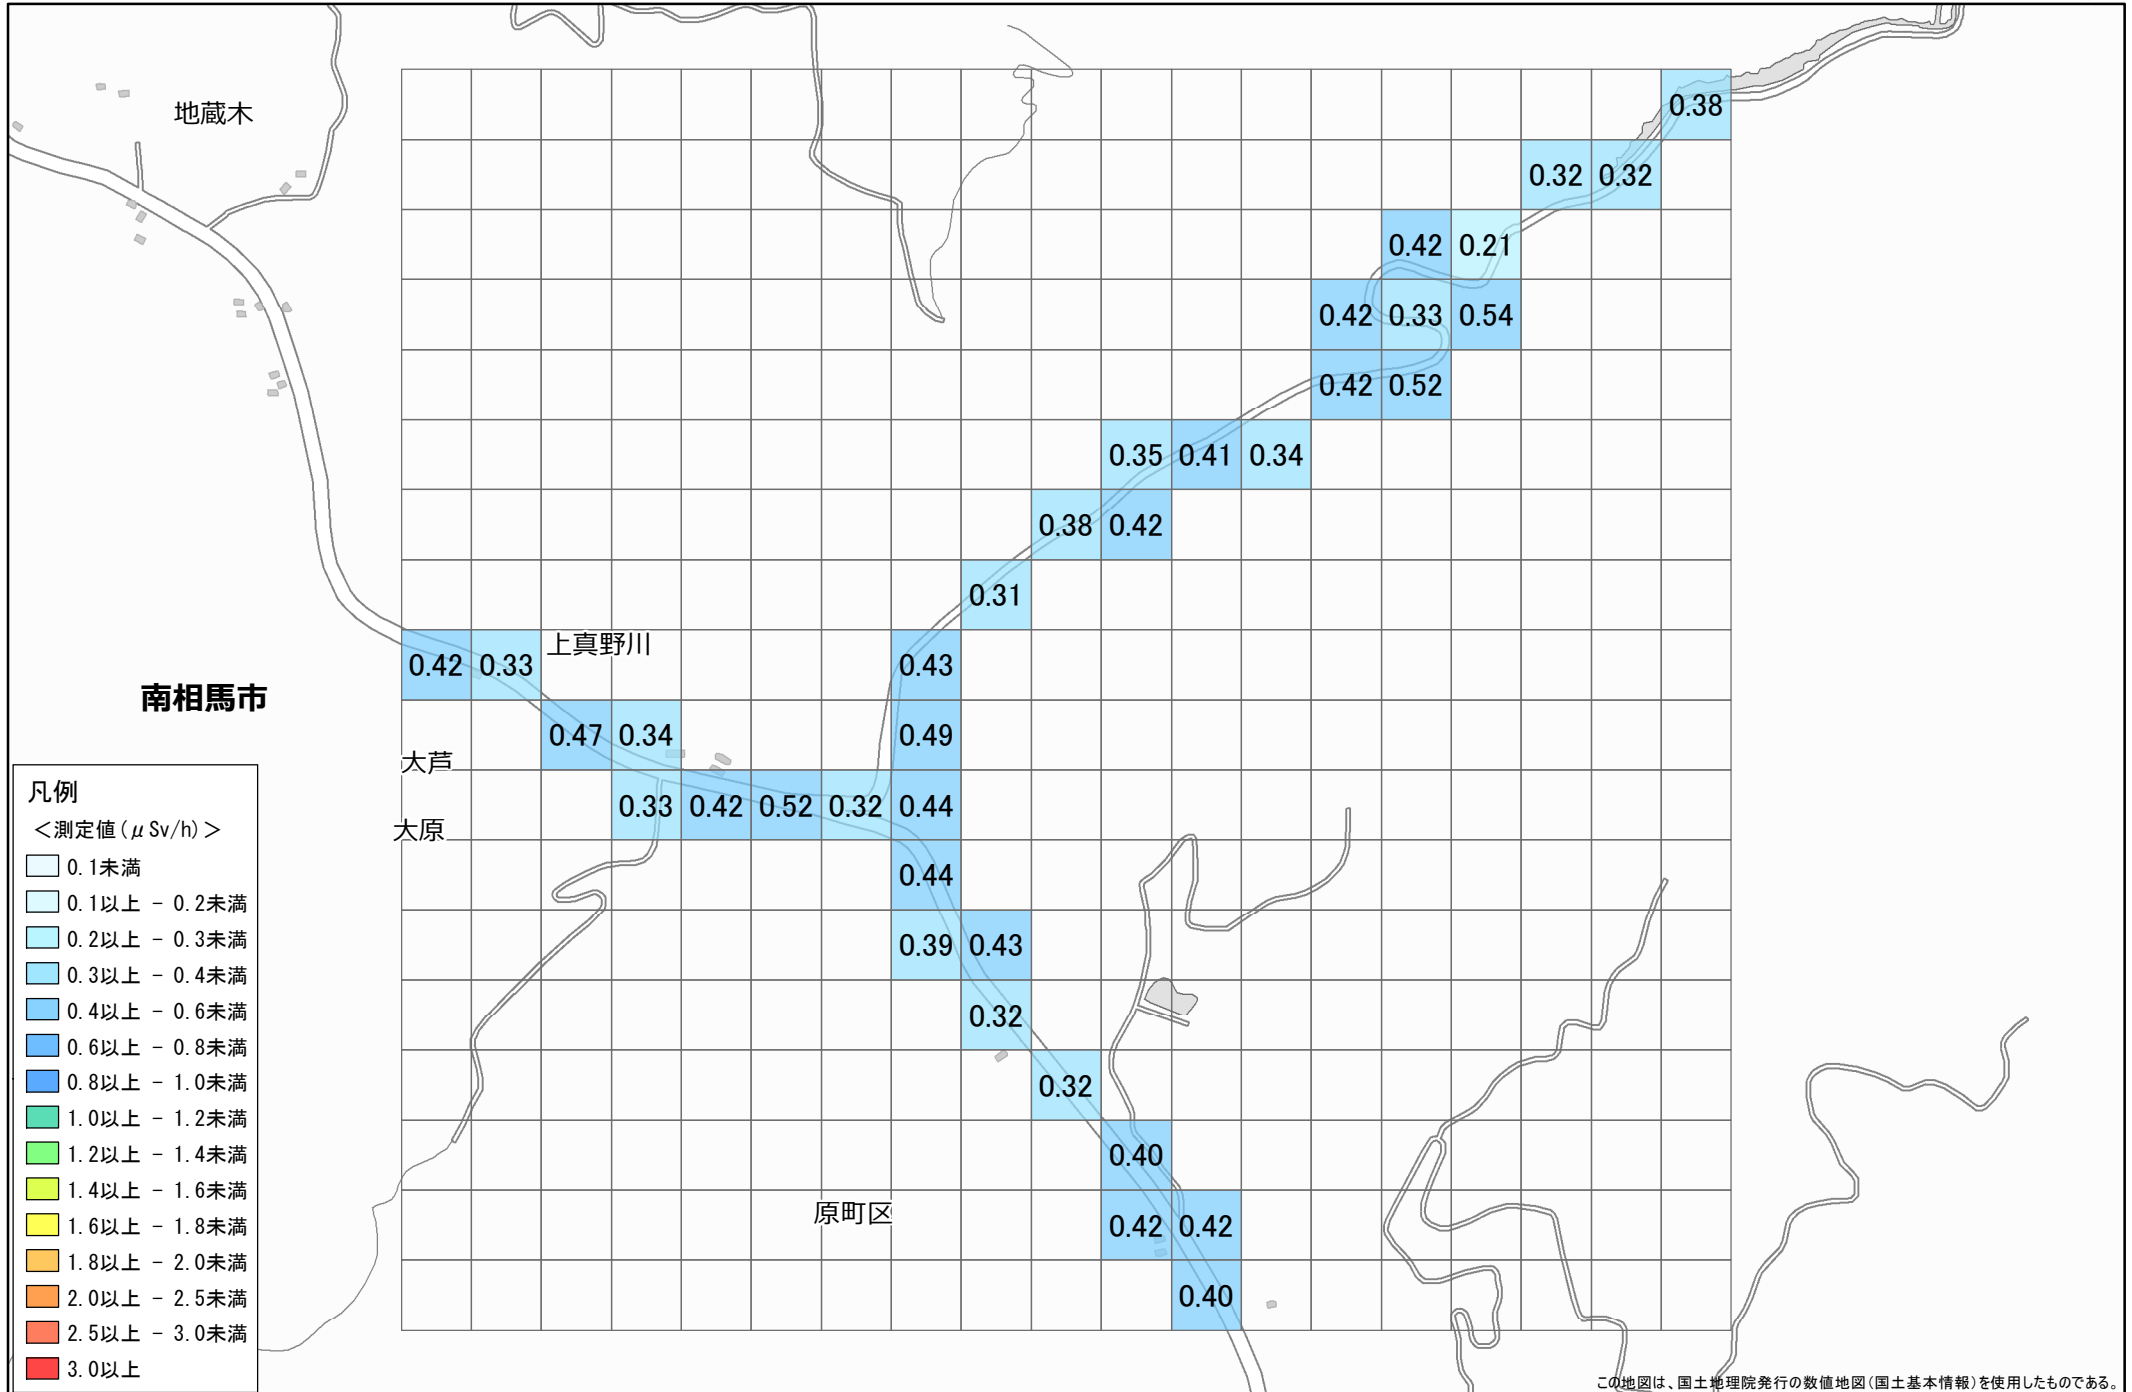 地蔵木
0.38
0.32 0.32
0.42 0.21
0.42 0.33 0.54
0.42 0.52
0.35 0.41 0.34
0.38 0.42
0.31
上真野川
0.42 0.33 0.43
南相馬市
0.47 0.34 0.49
大芦
0.33 0.42 0.52 0.32 0.44
大原
0.44
0.39 0.43
0.32
0.32
0.40
原町区
0.42 0.42
0.40
凡例
＜測定値(μSv/h)＞
0.1未満
0.1以上 - 0.2未満
0.2以上 - 0.3未満
0.3以上 - 0.4未満
0.4以上 - 0.6未満
0.6以上 - 0.8未満
0.8以上 - 1.0未満
1.0以上 - 1.2未満
1.2以上 - 1.4未満
1.4以上 - 1.6未満
1.6以上 - 1.8未満
1.8以上 - 2.0未満
2.0以上 - 2.5未満
2.5以上 - 3.0未満
3.0以上
この地図は、国土地理院発行の数値地図(国土基本情報)を使用したものである。